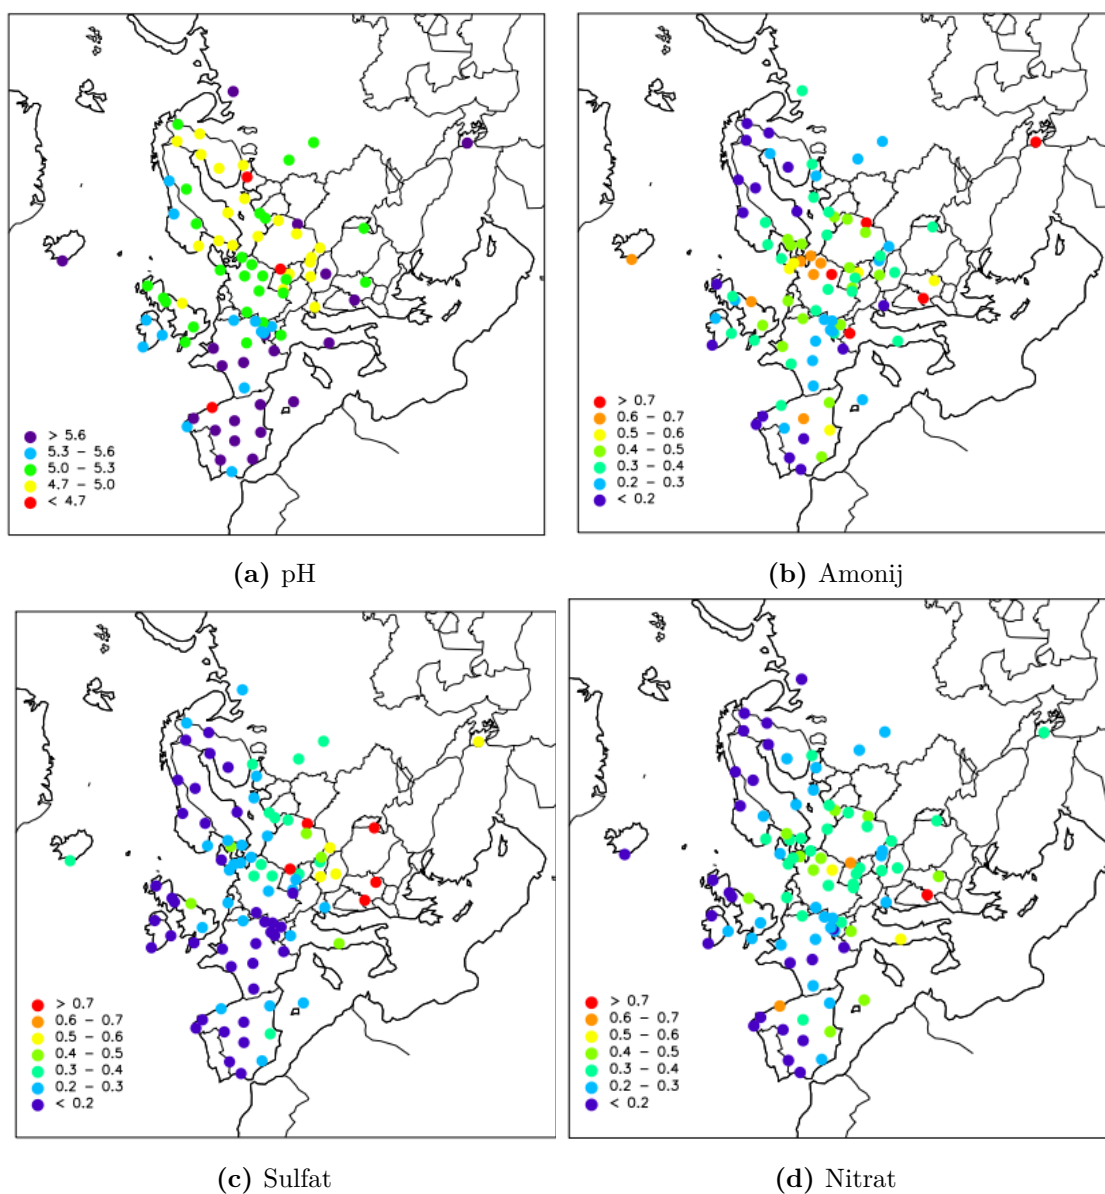 > 5.6
5.3 – 5.6
5.0 – 5.3
4.7 – 5.0
< 4.7
(a) pH
> 0.7
0.6 – 0.7
0.5 – 0.6
0.4 – 0.5
0.3 – 0.4
0.2 – 0.3
< 0.2
(b) Amonij
> 0.7
0.6 – 0.7
0.5 – 0.6
0.4 – 0.5
0.3 – 0.4
0.2 – 0.3
< 0.2
(c) Sulfat
> 0.7
0.6 – 0.7
0.5 – 0.6
0.4 – 0.5
0.3 – 0.4
0.2 – 0.3
< 0.2
(d) Nitrat